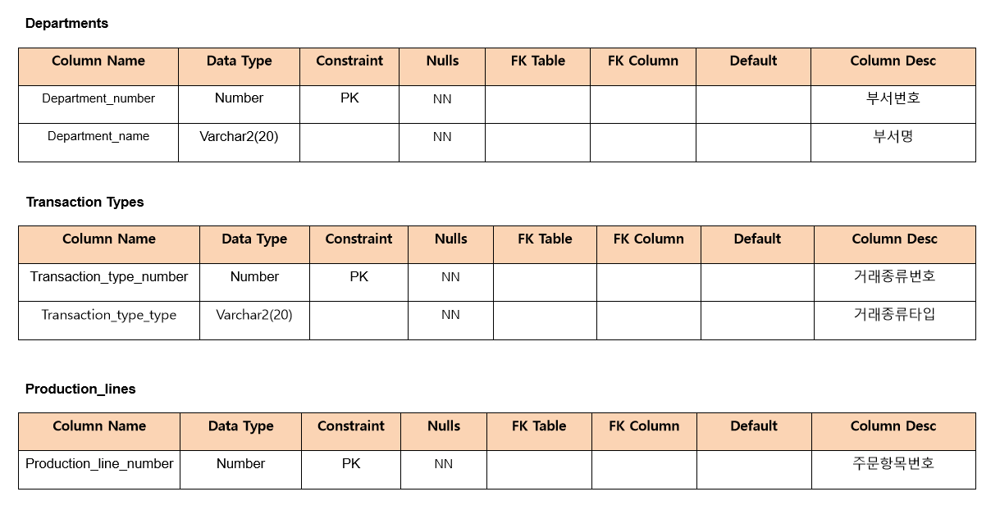 Departments
Column Name Data Type Constraint Nulls FK Table FK Column Default Column Desc
Department_number Number PK NN 부서번호
Department_name Varchar2(20) NN 부서명
Transaction Types
Column Name Data Type Constraint Nulls FK Table FK Column Default Column Desc
Transaction_type_number Number PK NN 거래종류번호
Transaction_type_type Varchar2(20) NN 거래종류타입
Production_lines
Column Name Data Type Constraint Nulls FK Table FK Column Default Column Desc
Production_line_number Number PK NN 주문항목번호